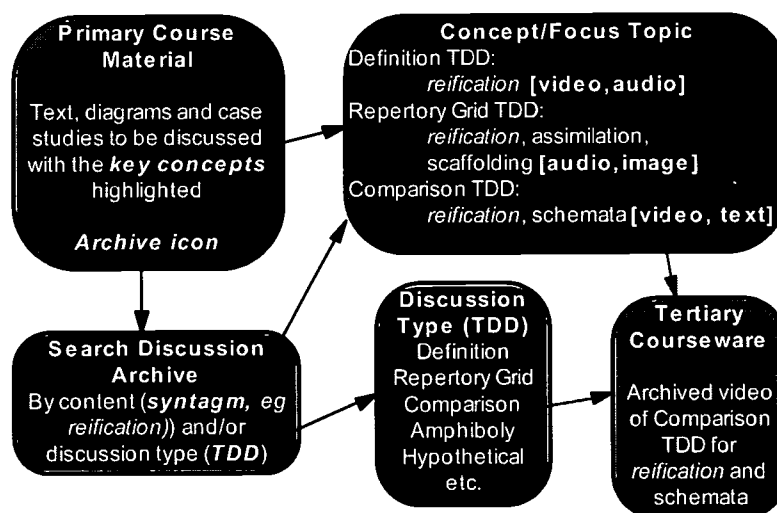 Primary Course
Material
Text, diagrams and case
studies to be discussed
with the key concepts
highlighted
Archive icon
Concept/Focus Topic
Definition TDD:
reification [video,audio]
Repertory Grid TDD:
reification, assimilation,
scaffolding [audio,image]
Comparison TDD:
reification, schemata [video, text]
Search Discussion
Archive
By content (syntagm, eg
reification)) and/or
discussion type (TDD)
Discussion
Type (TDD)
Definition
Repertory Grid
Comparison
Amphiboly
Hypothetical
etc.
Tertiary
Courseware
Archived video
of Comparison
TDD for
reification and
schemata